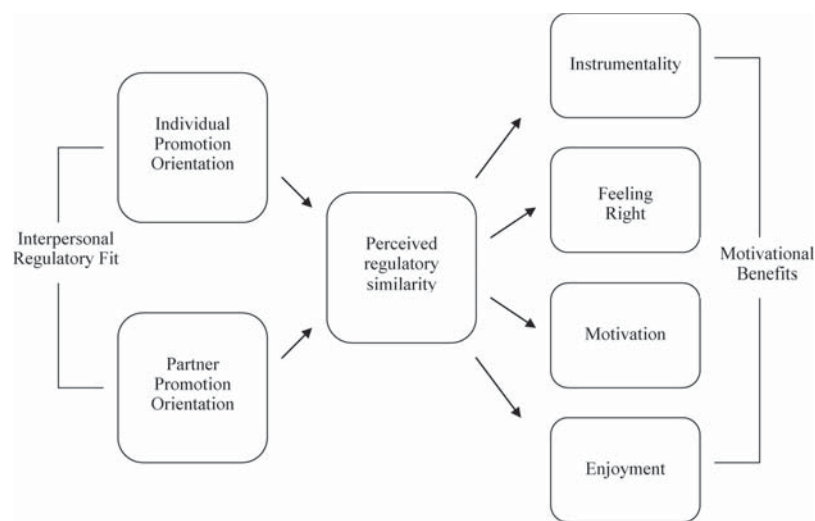 Individual
Promotion
Orientation
Interpersonal
Regulatory Fit
Partner
Promotion
Orientation
Perceived
regulatory
similarity
Instrumentality
Feeling
Right
Motivation
Enjoyment
Motivational
Benefits